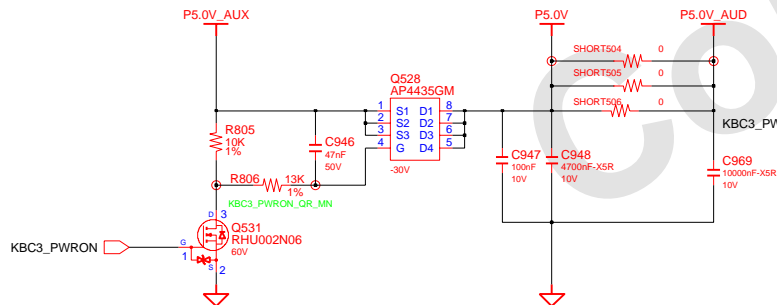 P5.0V_AUX
P5.0V
P5.0V_AUD
SHORT504
0
SHORT505
0
SHORT506
0
Q528
AP4435GM
1 S1 D1 8
2 S2 D2 7
3 S3 D3 6
4 G D4 5
-30V
R805
10K
1%
C946
47nF
50V
R806
13K
1%
KBC3_PWRON_QR_MN
C947
100nF
10V
C948
4700nF-X5R
10V
KBC3_PW
C969
10000nF-X5R
10V
D 3
Q531
RHU002N06
60V
G
1
S
2
KBC3_PWRON
Co